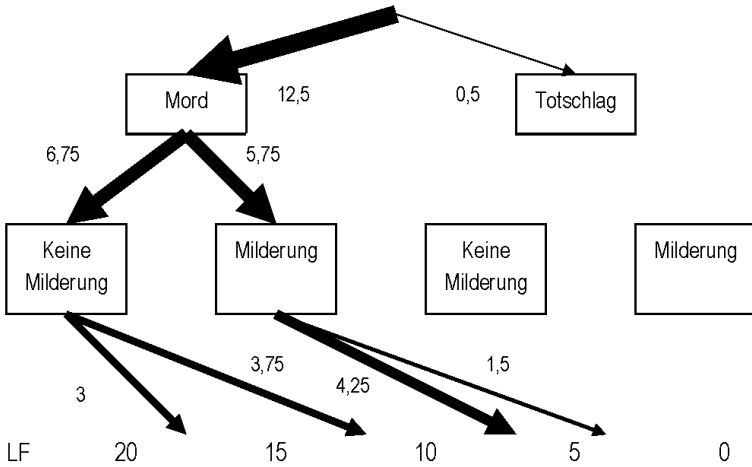 Mord
12,5
0,5
Totschlag
6,75
5,75
Keine
Milderung
Milderung
Keine
Milderung
Milderung
3
3,75
4,25
1,5
LF 20 15 10 5 0